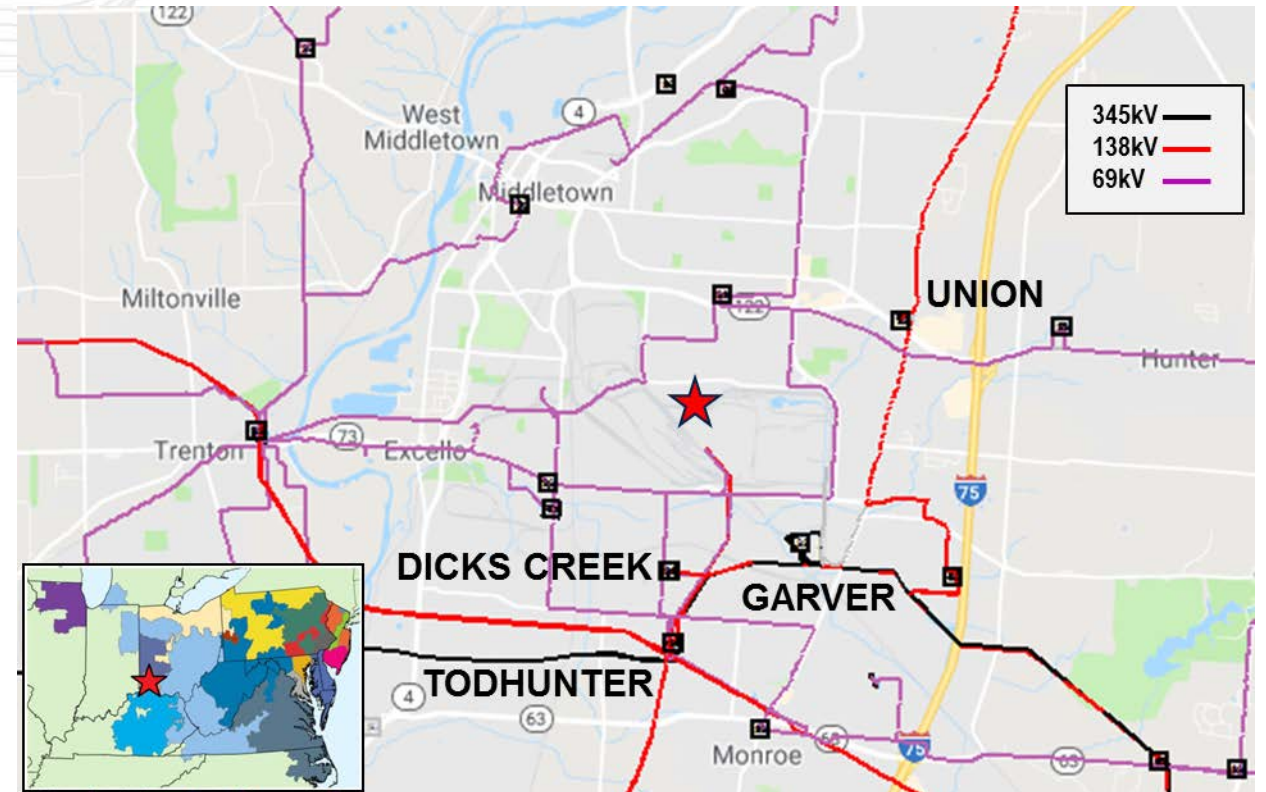 122
West
Middletown
4
345kV
138kV
69kV
Middletown
Miltonville
UNION
122
Hunter
Trenton
73
Excello
75
DICKS CREEK
GARVER
TODHUNTER
4
63
Monroe
63
75
63